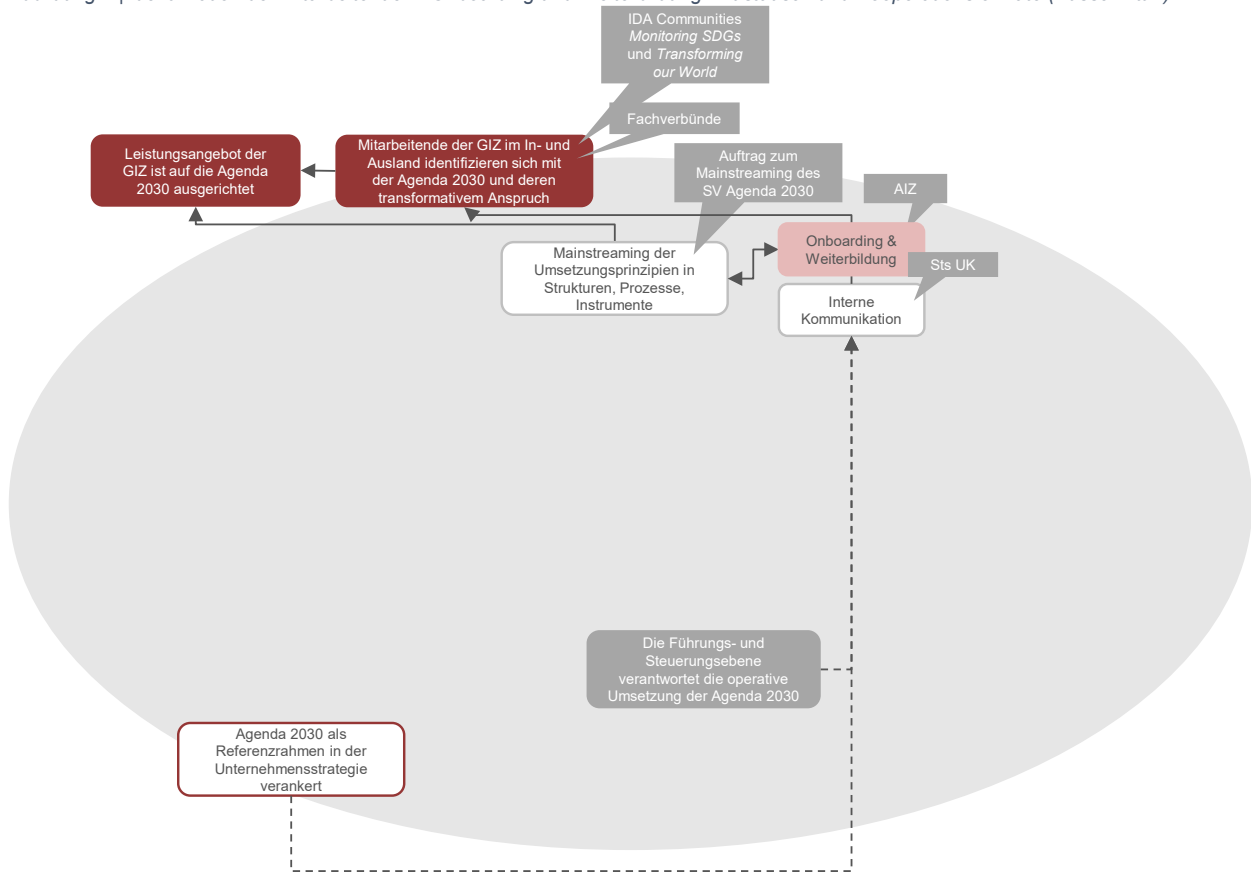 IDA Communities
Monitoring SDGs
und Transforming
our World
Fachverbünde
Leistungsangebot der
GIZ ist auf die Agenda
2030 ausgerichtet
Mitarbeitende der GIZ im In- und
Ausland identifizieren sich mit
der Agenda 2030 und deren
transformativem Anspruch
Auftrag zum
Mainstreaming des
SV Agenda 2030
AIZ
Onboarding &
Weiterbildung
Sts UK
Mainstreaming der
Umsetzungsprinzipien in
Strukturen, Prozesse,
Instrumente
Interne
Kommunikation
Die Führungs- und
Steuerungsebene
verantwortet die operative
Umsetzung der Agenda 2030
Agenda 2030 als
Referenzrahmen in der
Unternehmensstrategie
verankert